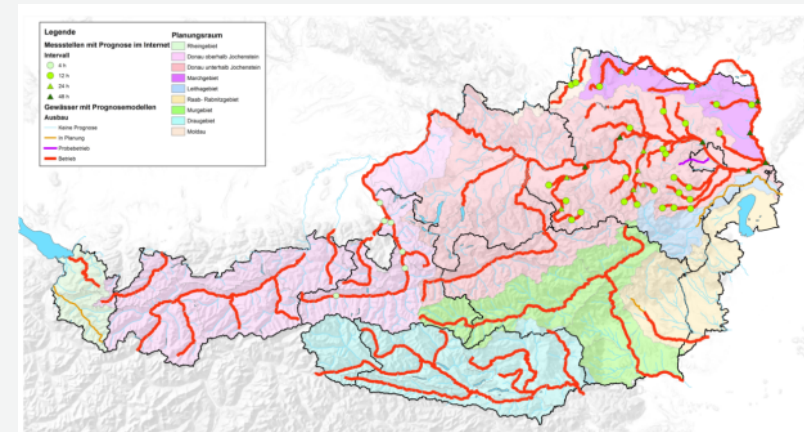 Legende
Messstellen mit Prognose im Internet
Intervall
4 h
12 h
24 h
48 h
Gewässer mit Prognosemodellen
Ausbau
Keine Prognose
In Planung
Probebetrieb
Betrieb
Planungsraum
Rheingebiet
Donau oberhalb Jochenstein
Donau unterhalb Jochenstein
Marchgebiet
Leithagebiet
Raab- Rabnitzgebiet
Murgebiet
Draugebiet
Moldau